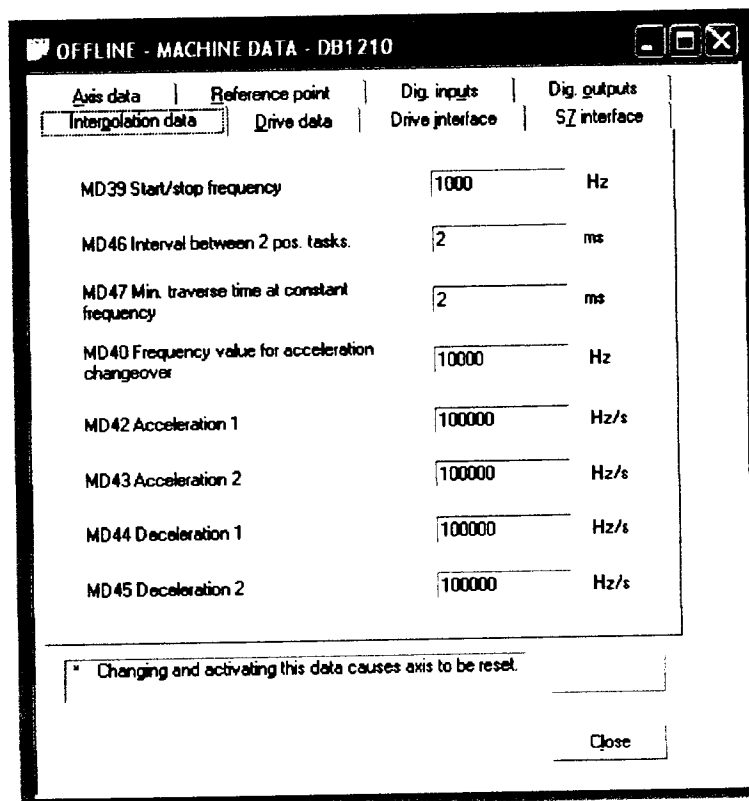 OFFLINE - MACHINE DATA - DB1210
Axis data Reference point Dig. inputs Dig. outputs
Interpolation data Drive data Drive interface S7 interface
MD39 Start/stop frequency 1000 Hz
MD46 Interval between 2 pos. tasks. 2 ms
MD47 Min. traverse time at constant
frequency 2 ms
MD40 Frequency value for acceleration
changeover 10000 Hz
MD42 Acceleration 1 100000 Hz/s
MD43 Acceleration 2 100000 Hz/s
MD44 Deceleration 1 100000 Hz/s
MD45 Deceleration 2 100000 Hz/s
* Changing and activating this data causes axis to be reset.
Close